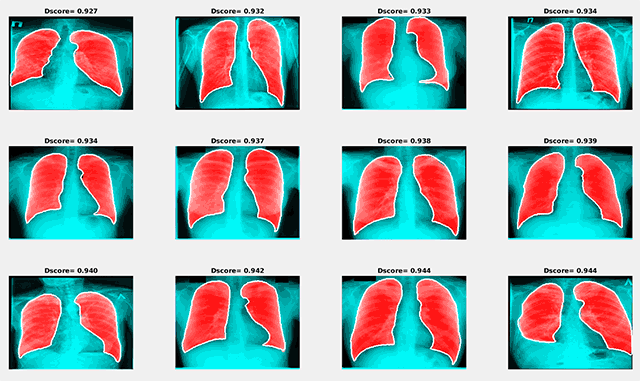 Dscore= 0.927
Dscore= 0.932
Dscore= 0.933
Dscore= 0.934
Dscore= 0.934
Dscore= 0.937
Dscore= 0.938
Dscore= 0.939
Dscore= 0.940
Dscore= 0.942
Dscore= 0.944
Dscore= 0.944